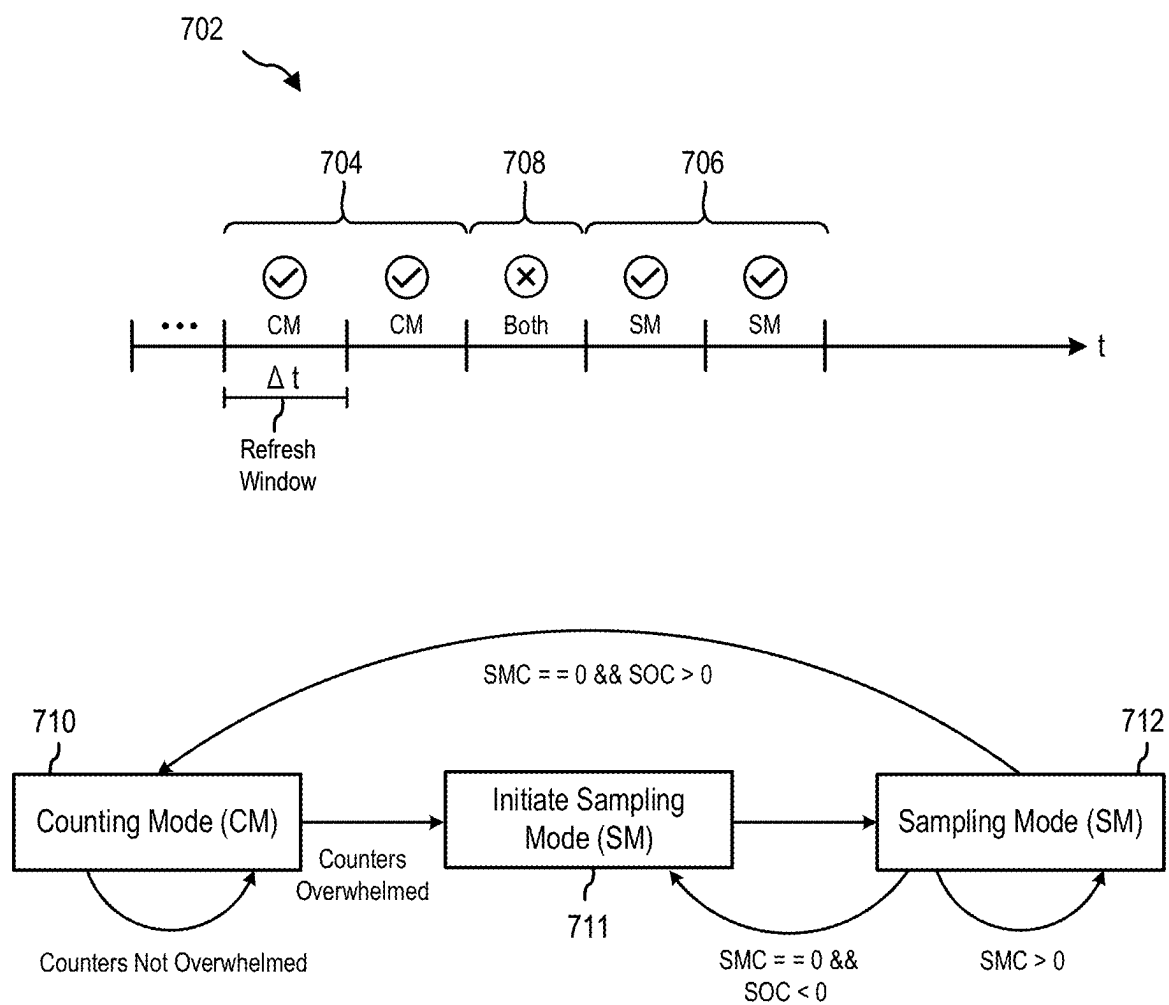 702
704
708
706
CM
CM
Both
SM
SM
t
Δ t
Refresh
Window
SMC = = 0 && SOC > 0
710
712
Counting Mode (CM)
Initiate Sampling
Mode (SM)
Sampling Mode (SM)
Counters
Overwhelmed
711
Counters Not Overwhelmed
SMC = = 0 &&
SOC < 0
SMC > 0